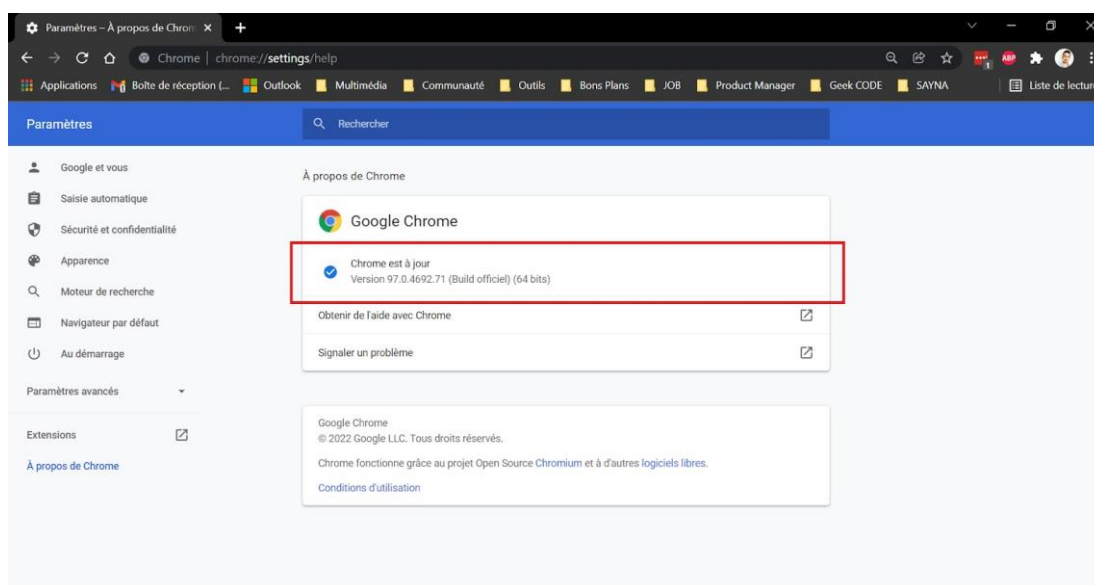 Paramètres – À propos de Chrom
Chrome | chrome://settings/help
Applications Boîte de réception (... Outlook Multimédia Communauté Outils Bons Plans JOB Product Manager Geek CODE SAYNA Liste de lectur
Paramètres
Rechercher
Google et vous
Saisie automatique
Sécurité et confidentialité
Apparence
Moteur de recherche
Navigateur par défaut
Au démarrage
Paramètres avancés
Extensions
À propos de Chrome
À propos de Chrome
Google Chrome
Chrome est à jour
Version 97.0.4692.71 (Build officiel) (64 bits)
Obtenir de l'aide avec Chrome
Signaler un problème
Google Chrome
© 2022 Google LLC. Tous droits réservés.
Chrome fonctionne grâce au projet Open Source Chromium et à d'autres logiciels libres.
Conditions d'utilisation
ABP
1